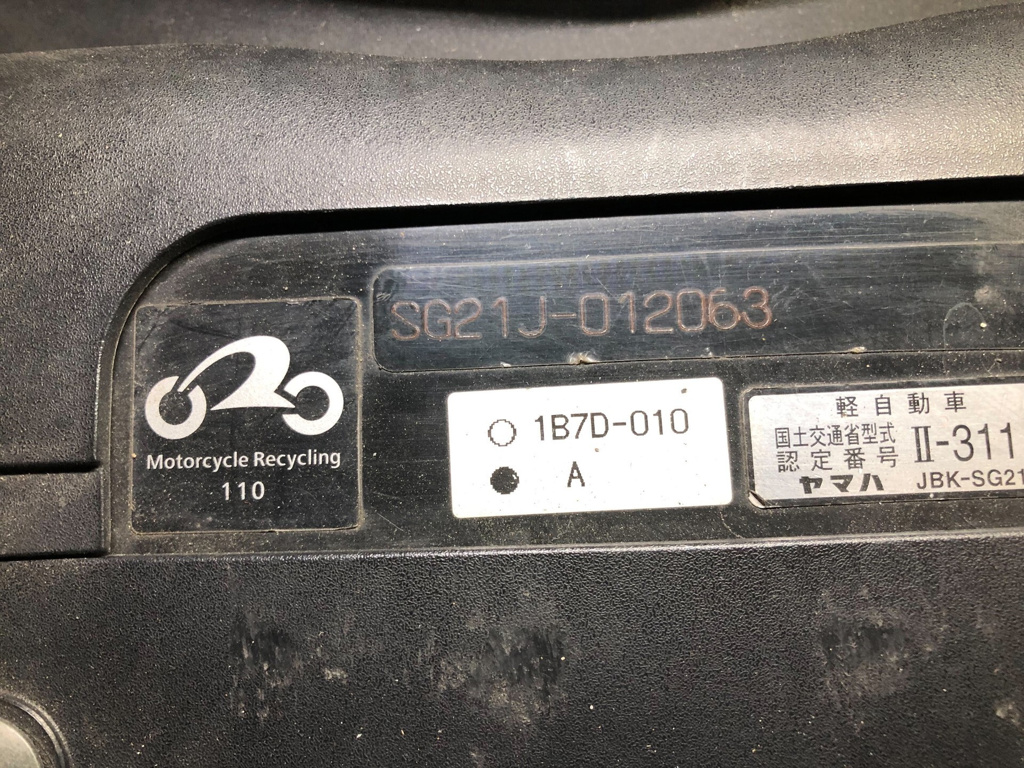 SG21J-012063
Motorcycle Recycling
110
1B7D-010
A
軽自動車
国土交通省型式
認定番号 II-311
ヤマハ JBK-SG21